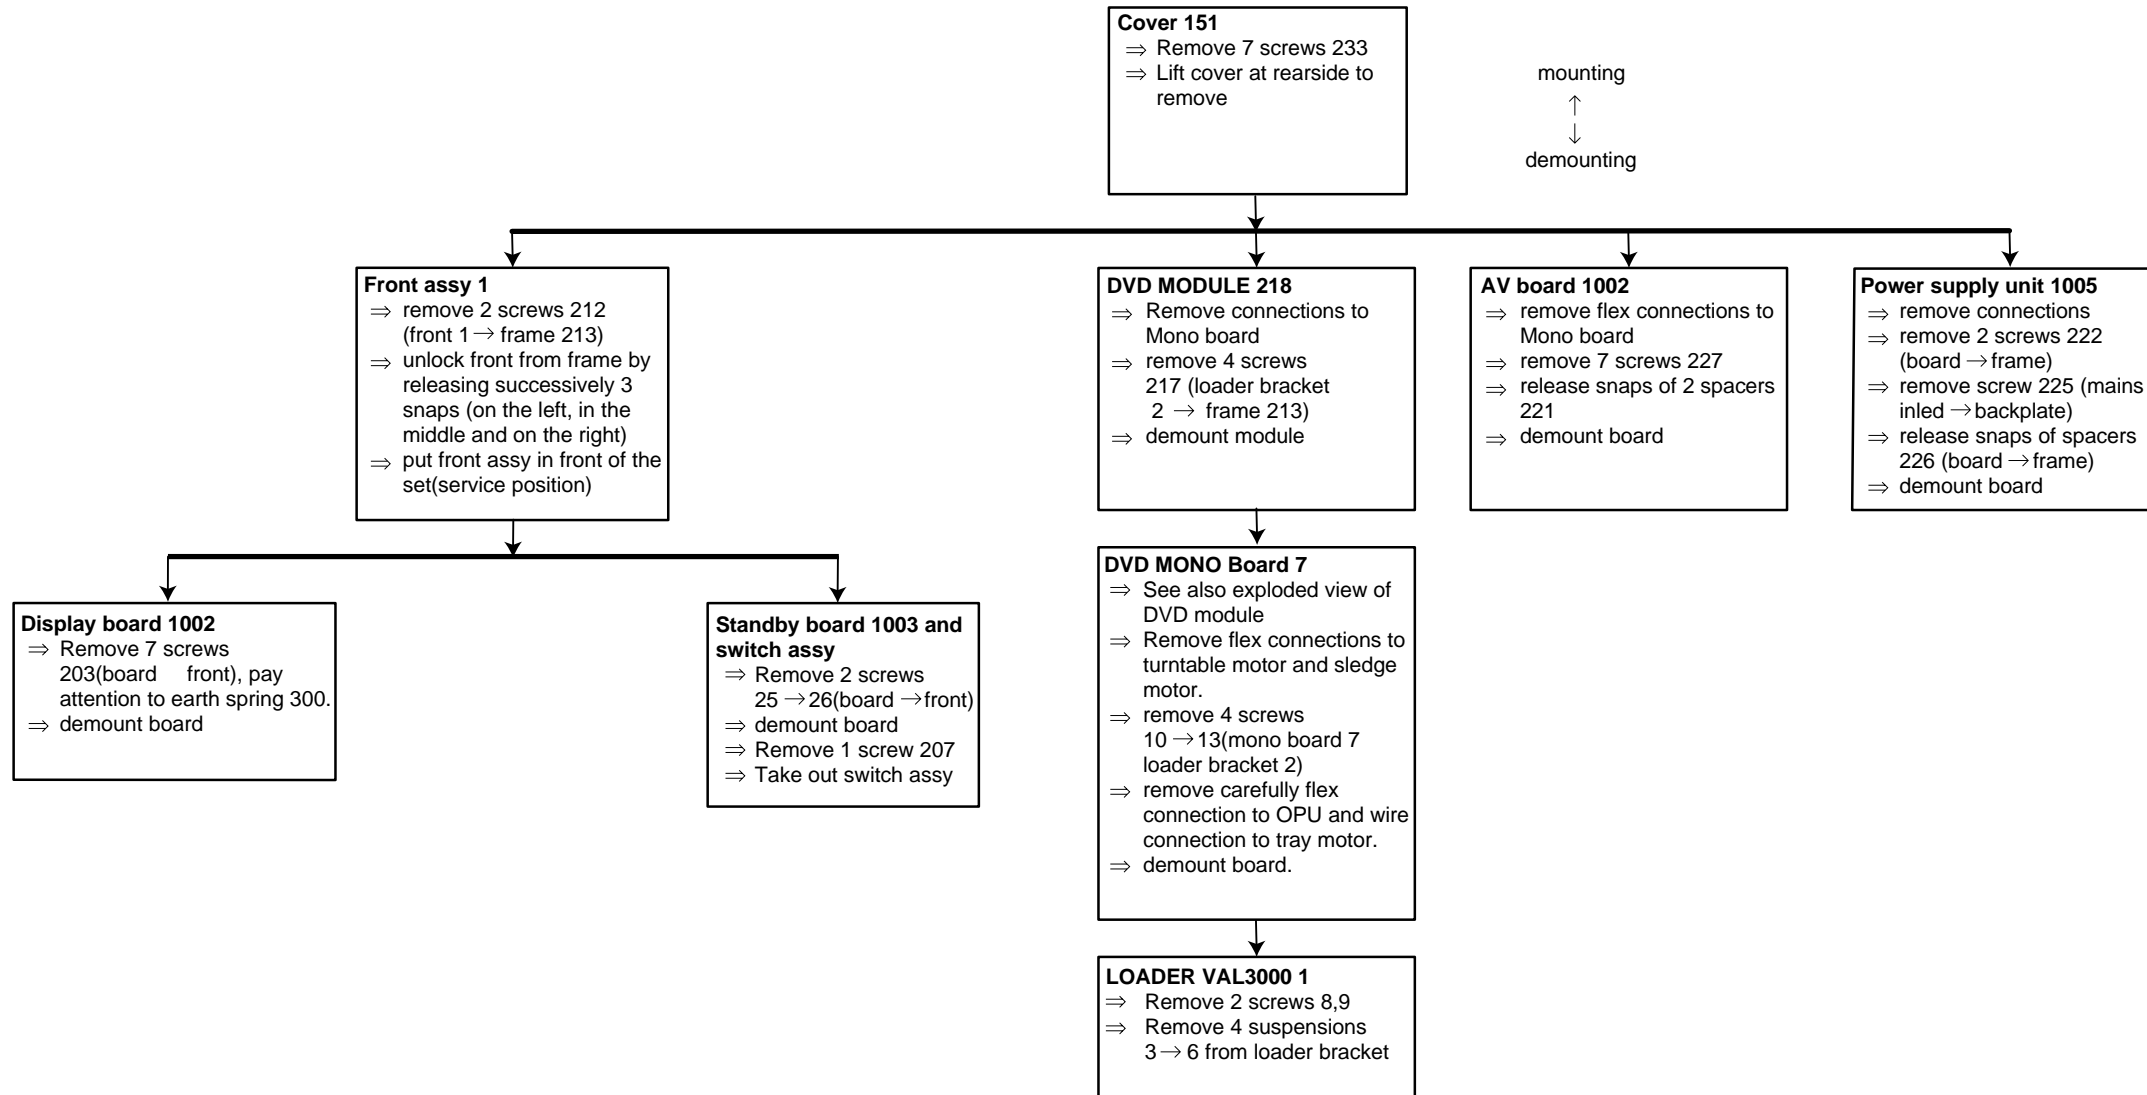 Cover 151
⇒ Remove 7 screws 233
⇒ Lift cover at rearside to
remove
mounting
↑
↓
demounting
Front assy 1
⇒ remove 2 screws 212
(front 1 → frame 213)
⇒ unlock front from frame by
releasing successively 3
snaps (on the left, in the
middle and on the right)
⇒ put front assy in front of the
set(service position)
DVD MODULE 218
⇒ Remove connections to
Mono board
⇒ remove 4 screws
217 (loader bracket
2 → frame 213)
⇒ demount module
AV board 1002
⇒ remove flex connections to
Mono board
⇒ remove 7 screws 227
⇒ release snaps of 2 spacers
221
⇒ demount board
Power supply unit 1005
⇒ remove connections
⇒ remove 2 screws 222
(board → frame)
⇒ remove screw 225 (mains
inled → backplate)
⇒ release snaps of spacers
226 (board → frame)
⇒ demount board
Display board 1002
⇒ Remove 7 screws
203(board front), pay
attention to earth spring 300.
⇒ demount board
Standby board 1003 and
switch assy
⇒ Remove 2 screws
25 → 26(board → front)
⇒ demount board
⇒ Remove 1 screw 207
⇒ Take out switch assy
DVD MONO Board 7
⇒ See also exploded view of
DVD module
⇒ Remove flex connections to
turntable motor and sledge
motor.
⇒ remove 4 screws
10 → 13(mono board 7
loader bracket 2)
⇒ remove carefully flex
connection to OPU and wire
connection to tray motor.
⇒ demount board.
LOADER VAL3000 1
⇒ Remove 2 screws 8,9
⇒ Remove 4 suspensions
3 → 6 from loader bracket